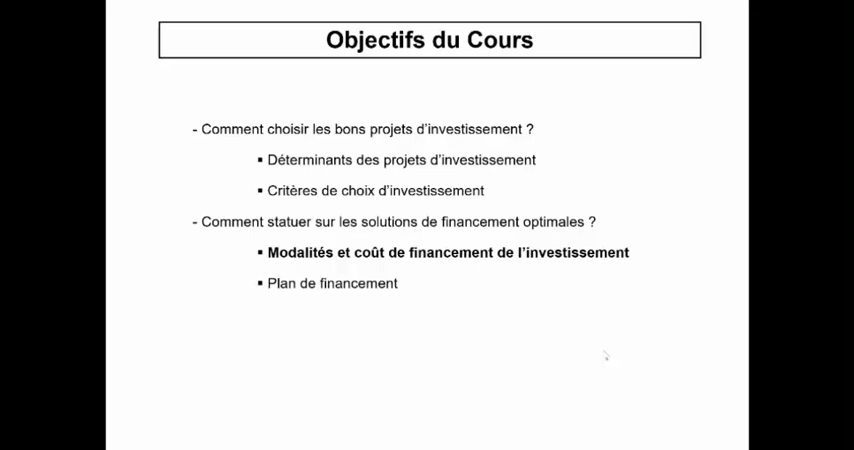 Objectifs du Cours
- Comment choisir les bons projets d'investissement ?
▪ Déterminants des projets d'investissement
▪ Critères de choix d'investissement
- Comment statuer sur les solutions de financement optimales ?
▪ Modalités et coût de financement de l'investissement
▪ Plan de financement